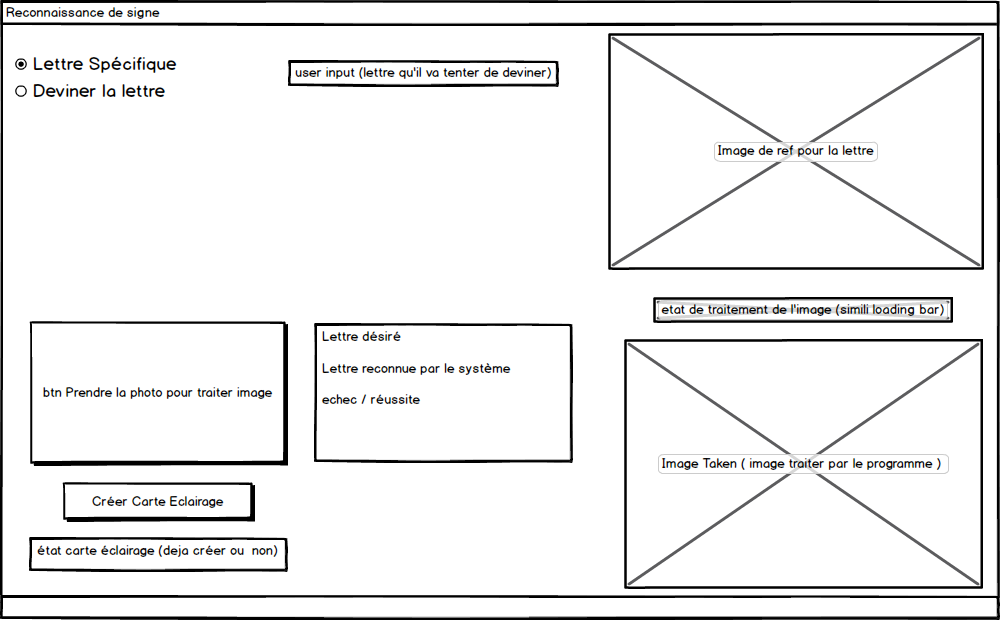 Reconnaissance de signe
Lettre Spécifique
Deviner la lettre
user input (lettre qu'il va tenter de deviner)
Image de ref pour la lettre
etat de traitement de l'image (simili loading bar)
btn Prendre la photo pour traiter image
Lettre désiré
Lettre reconnue par le système
echec / réussite
Image Taken ( image traiter par le programme )
Créer Carte Eclairage
état carte éclairage (deja créer ou non)